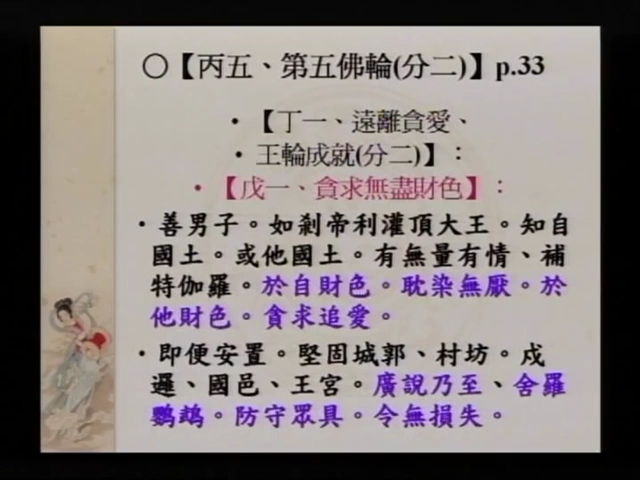 ○【丙五、第五佛輪(分二)】p.33
•【丁一、遠離貪愛、
• 王輪成就(分二)】：
•【戊一、貪求無盡財色】：
• 善男子。如剎帝利灌頂大王。知自
國土。或他國土。有無量有情、補
特伽羅。於自財色。耽染無厭。於
他財色。貪求追愛。
• 即便安置。堅固城郭、村坊。戍
邏、國邑、王宮。廣說乃至、舍羅
鸚鵡。防守眾具。令無損失。